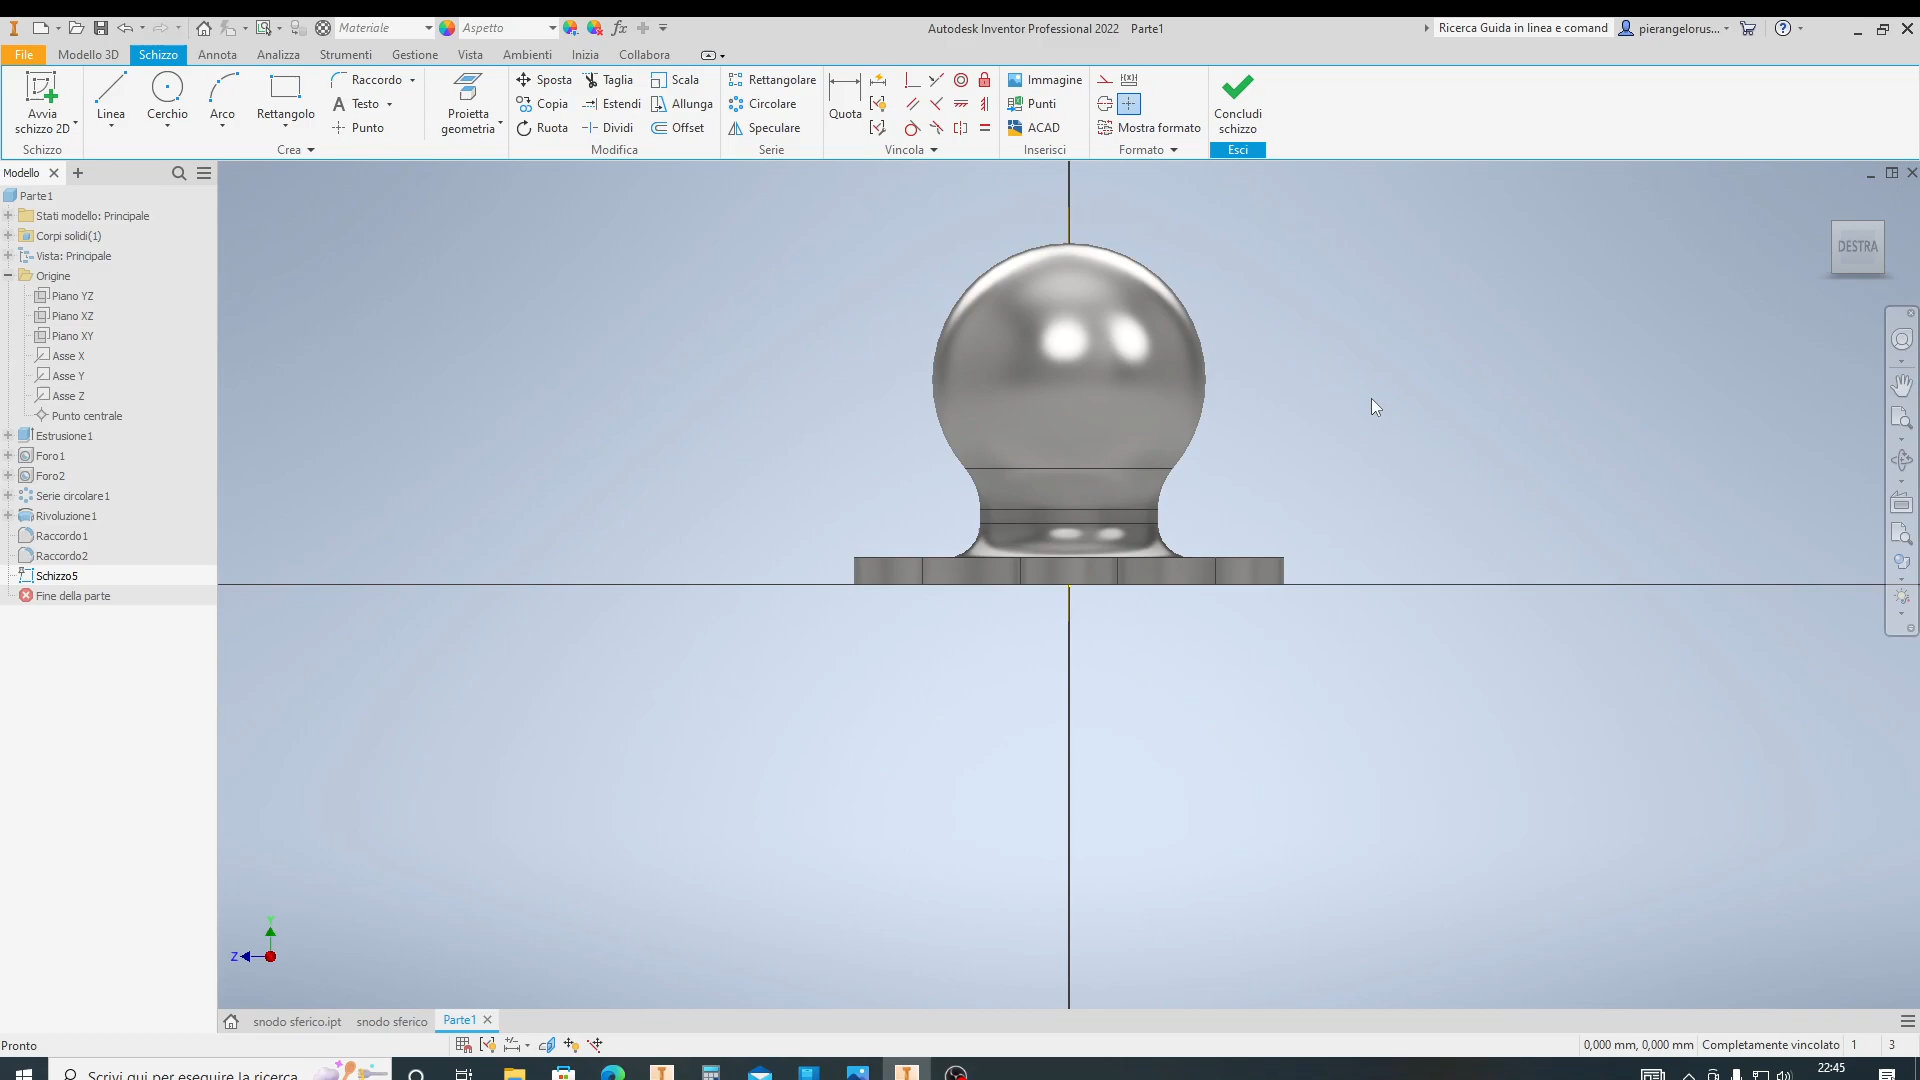 Materiale
Aspetto
Autodesk Inventor Professional 2022 Parte1
Ricerca Guida in linea e comand
pierangelorus...
File
Modello 3D
Schizzo
Annota
Analizza
Strumenti
Gestione
Vista
Ambienti
Inizia
Collabora
Avvia
schizzo 2D
Schizzo
Linea
Cerchio
Arco
Rettangolo
Raccordo
Testo
Punto
Crea
Proietta
geometria
Sposta
Copia
Ruota
Taglia
Estendi
Dividi
Scala
Allunga
Offset
Modifica
Rettangolare
Circolare
Speculare
Serie
Quota
Vincola
Immagine
Punti
ACAD
Inserisci
Mostra formato
Formato
Concludi
schizzo
Esci
Modello
Parte1
Stati modello: Principale
Corpi solidi(1)
Vista: Principale
Origine
Piano YZ
Piano XZ
Piano XY
Asse X
Asse Y
Asse Z
Punto centrale
Estrusione1
Foro1
Foro2
Serie circolare1
Rivoluzione1
Raccordo1
Raccordo2
Schizzo5
Fine della parte
DESTRA
Y
Z
snodo sferico.ipt
snodo sferico
Parte1
Pronto
0,000 mm, 0,000 mm
Completamente vincolato
1
3
Scrivi qui per eseguire la ricerca
22:45